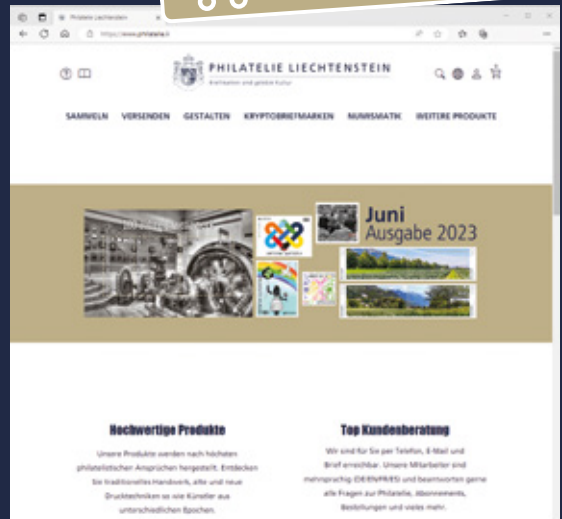 Philatelie Liechtenstein
https://www.philatelie.li
PHILATELIE LIECHTENSTEIN
Briefmarken und gelebte Kultur
SAMMELN VERSENDEN GESTALTEN KRYPTOBRIEFMARKEN NUMISMATIK WEITERE PRODUKTE
Juni
Ausgabe 2023
Hochwertige Produkte
Unsere Produkte werden nach höchsten
philatelistischen Ansprüchen hergestellt. Entdecken
Sie traditionelles Handwerk, alte und neue
Drucktechniken so wie Künstler aus
unterschiedlichen Epochen.
Top Kundenberatung
Wir sind für Sie per Telefon, E-Mail und
Brief erreichbar. Unsere Mitarbeiter sind
mehrsprachig (DE/EN/FR/ES) und beantworten gerne
alle Fragen zur Philatelie, Abonnements,
Bestellungen und vieles mehr.